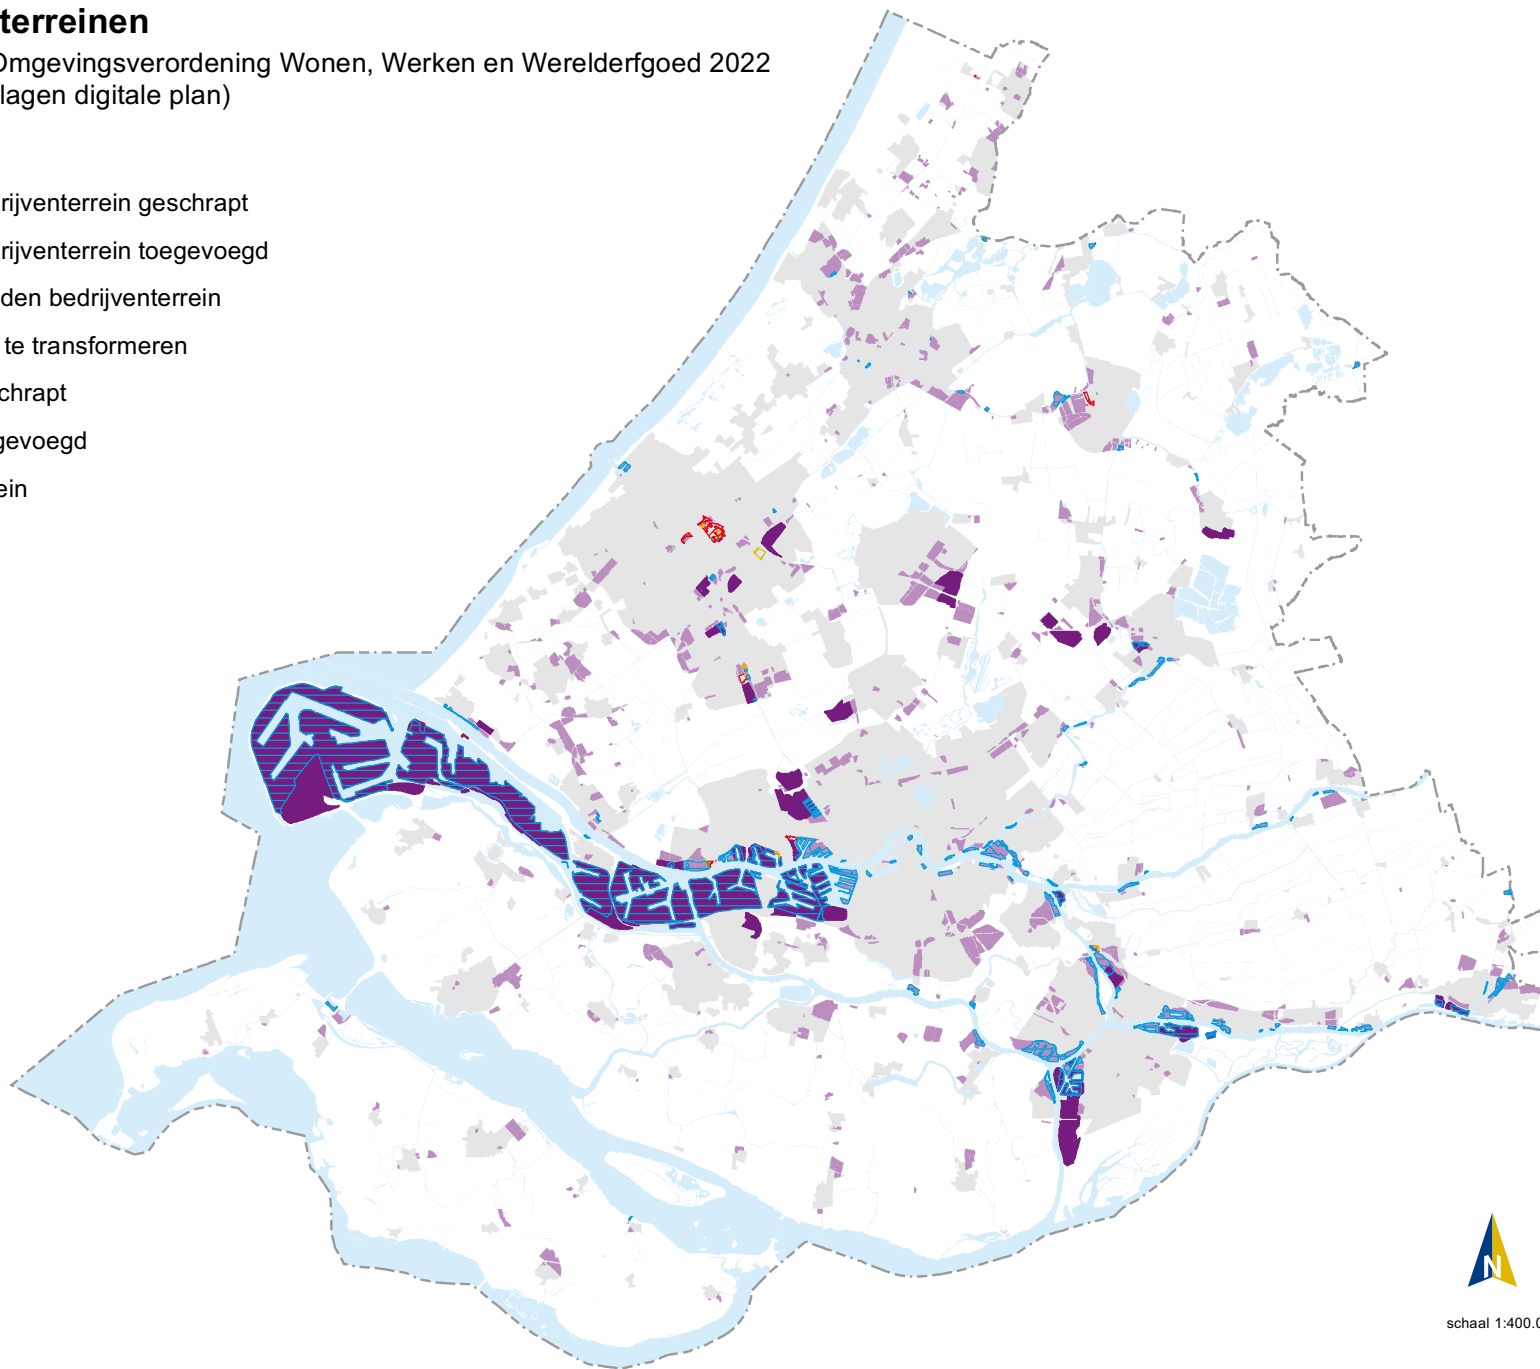 terreinen
Omgevingsverordening Wonen, Werken en Werelderfgoed 2022
lagen digitale plan)
rijventerrein geschrapt
rijventerrein toegevoegd
den bedrijventerrein
te transformeren
chrapt
gevoegd
ein
N
schaal 1:400.0